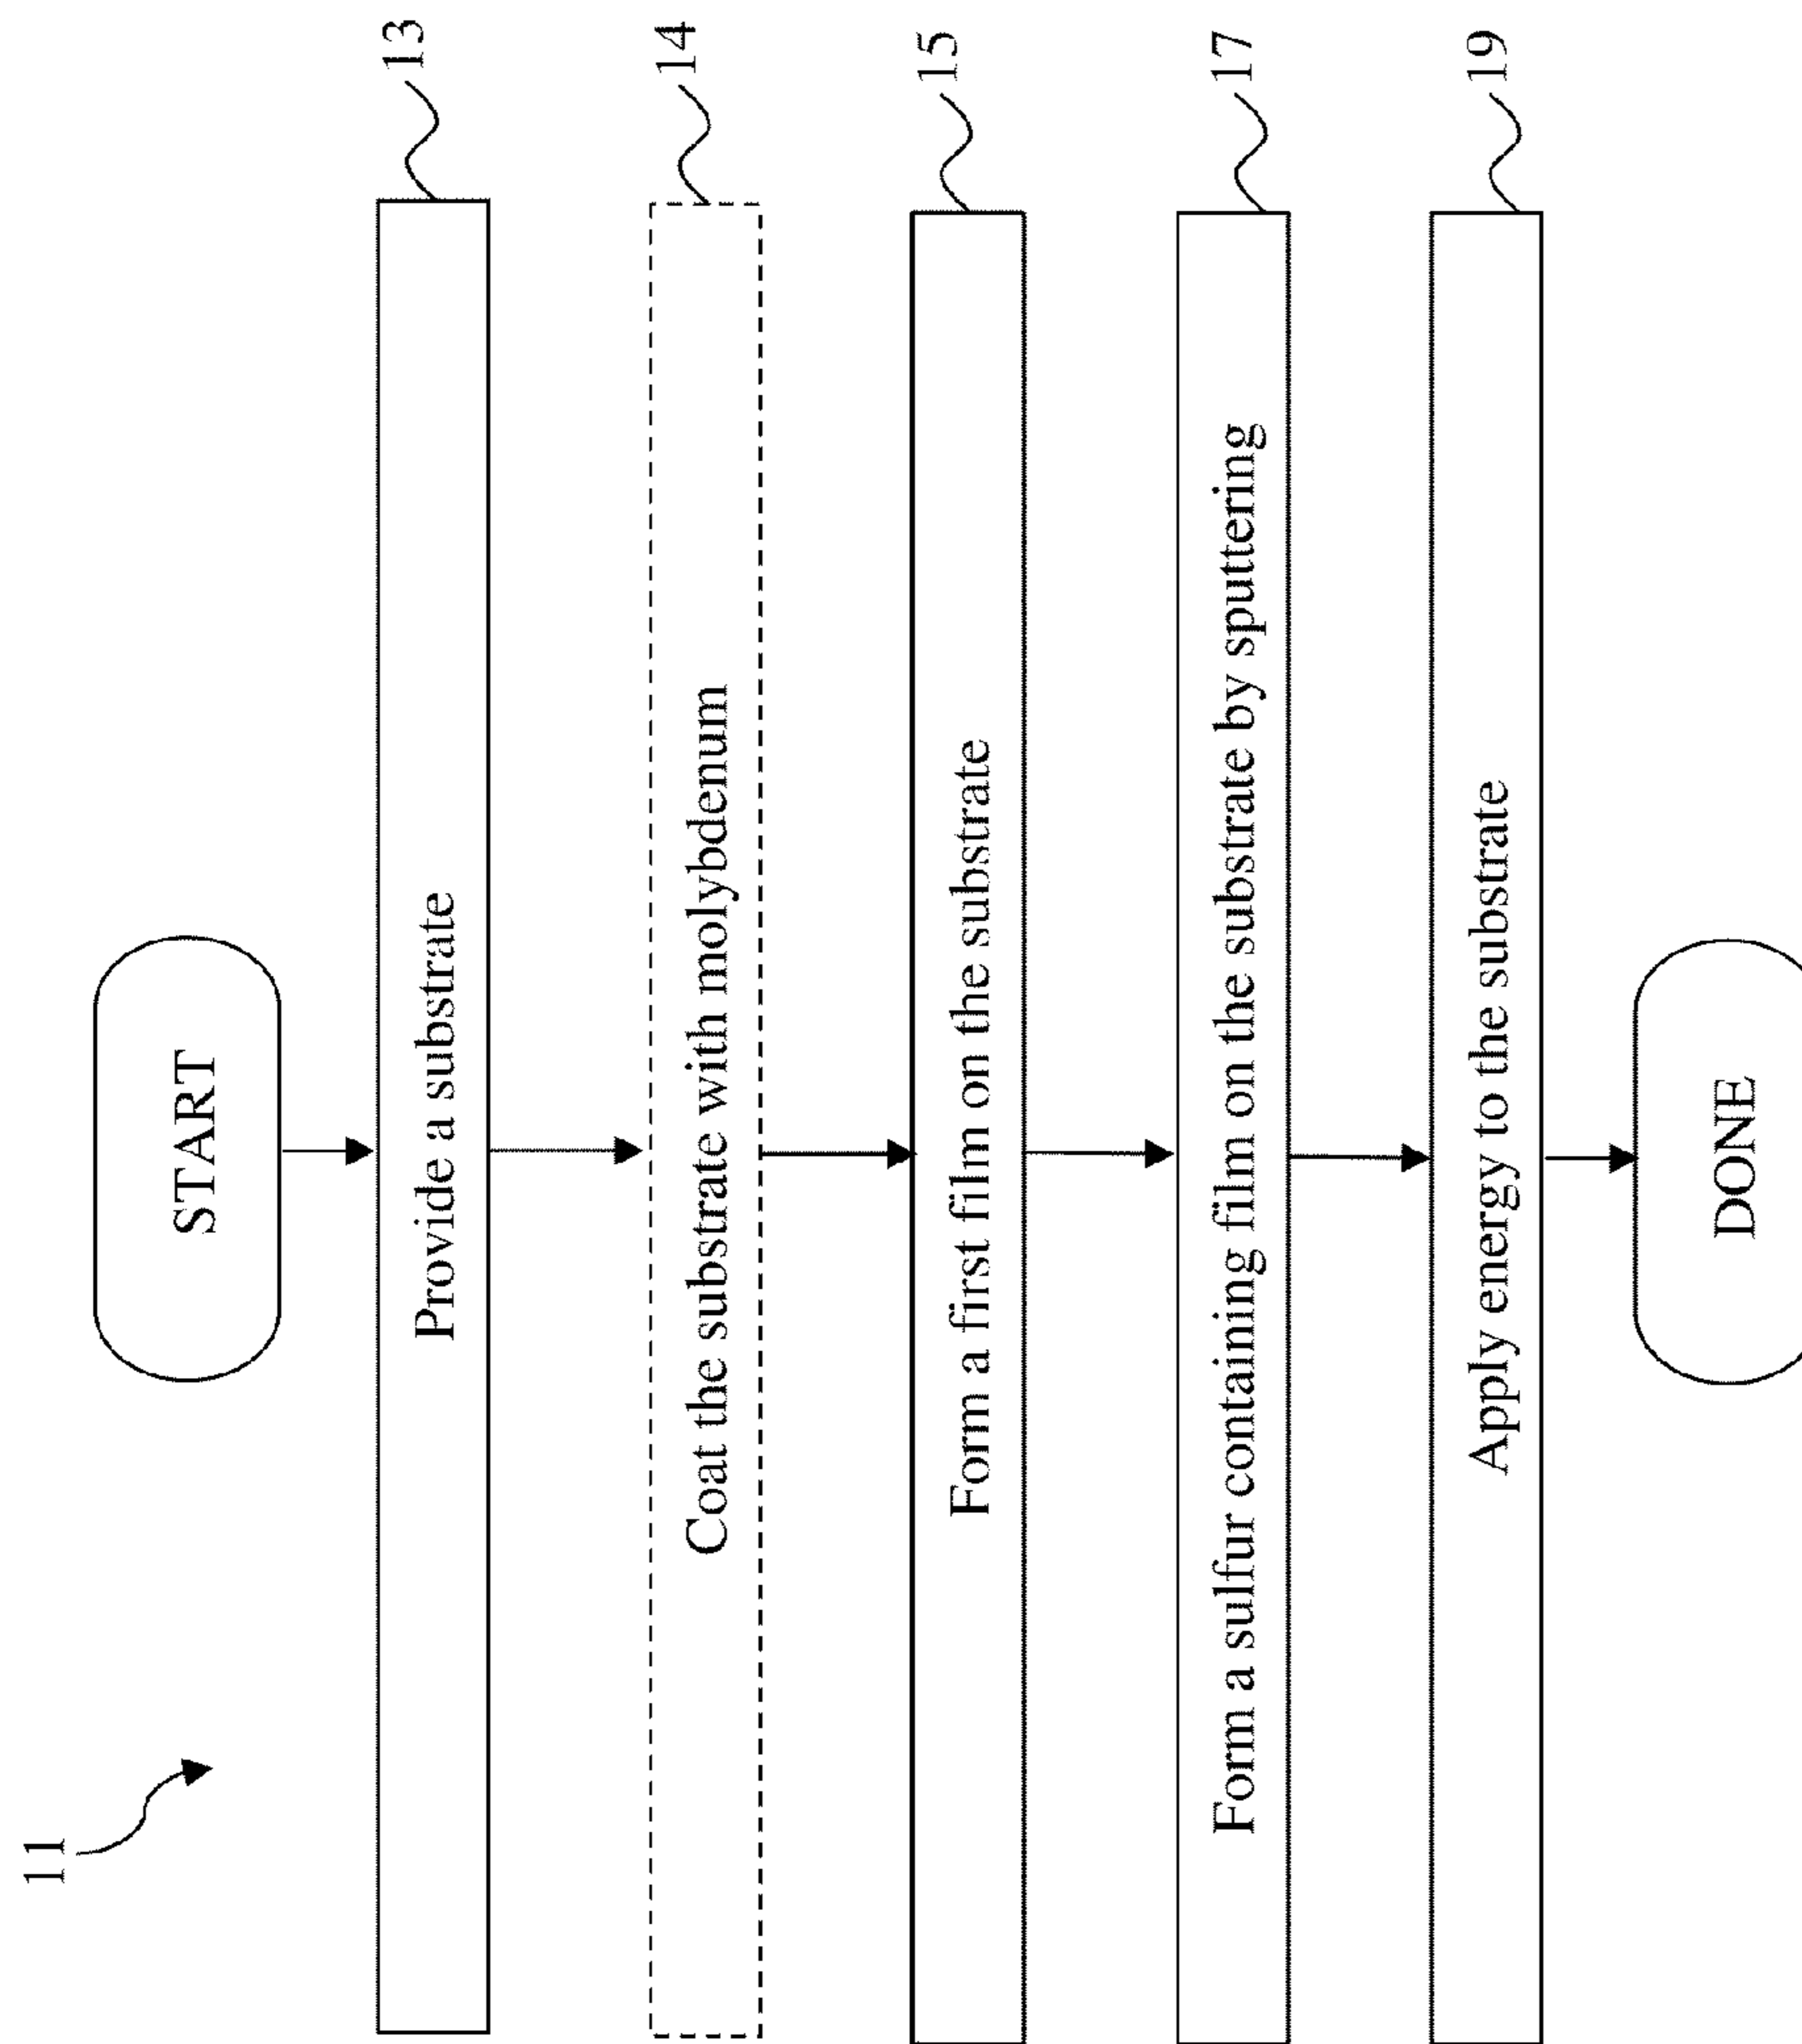 11
START
Provide a substrate
13
Coat the substrate with molybdenum
14
Form a first film on the substrate
15
Form a sulfur containing film on the substrate by sputtering
17
Apply energy to the substrate
19
DONE